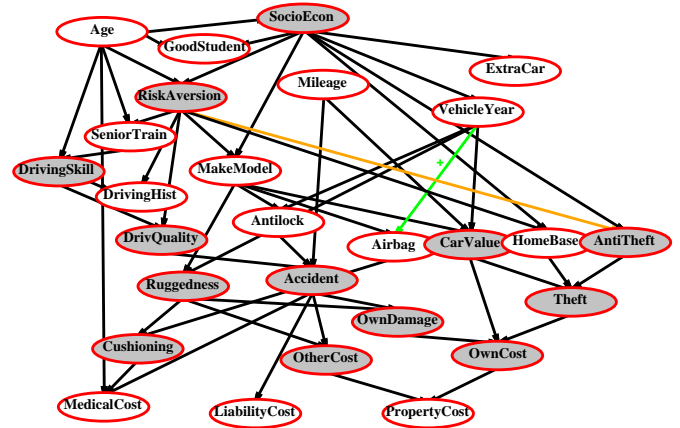 SocioEcon
Age
GoodStudent
ExtraCar
Mileage
RiskAversion
VehicleYear
SeniorTrain
+
DrivingSkill
MakeModel
DrivingHist
Antilock
DrivQuality
Airbag
CarValue
HomeBase
AntiTheft
Ruggedness
Accident
Theft
OwnDamage
Cushioning
OtherCost
OwnCost
MedicalCost
LiabilityCost
PropertyCost